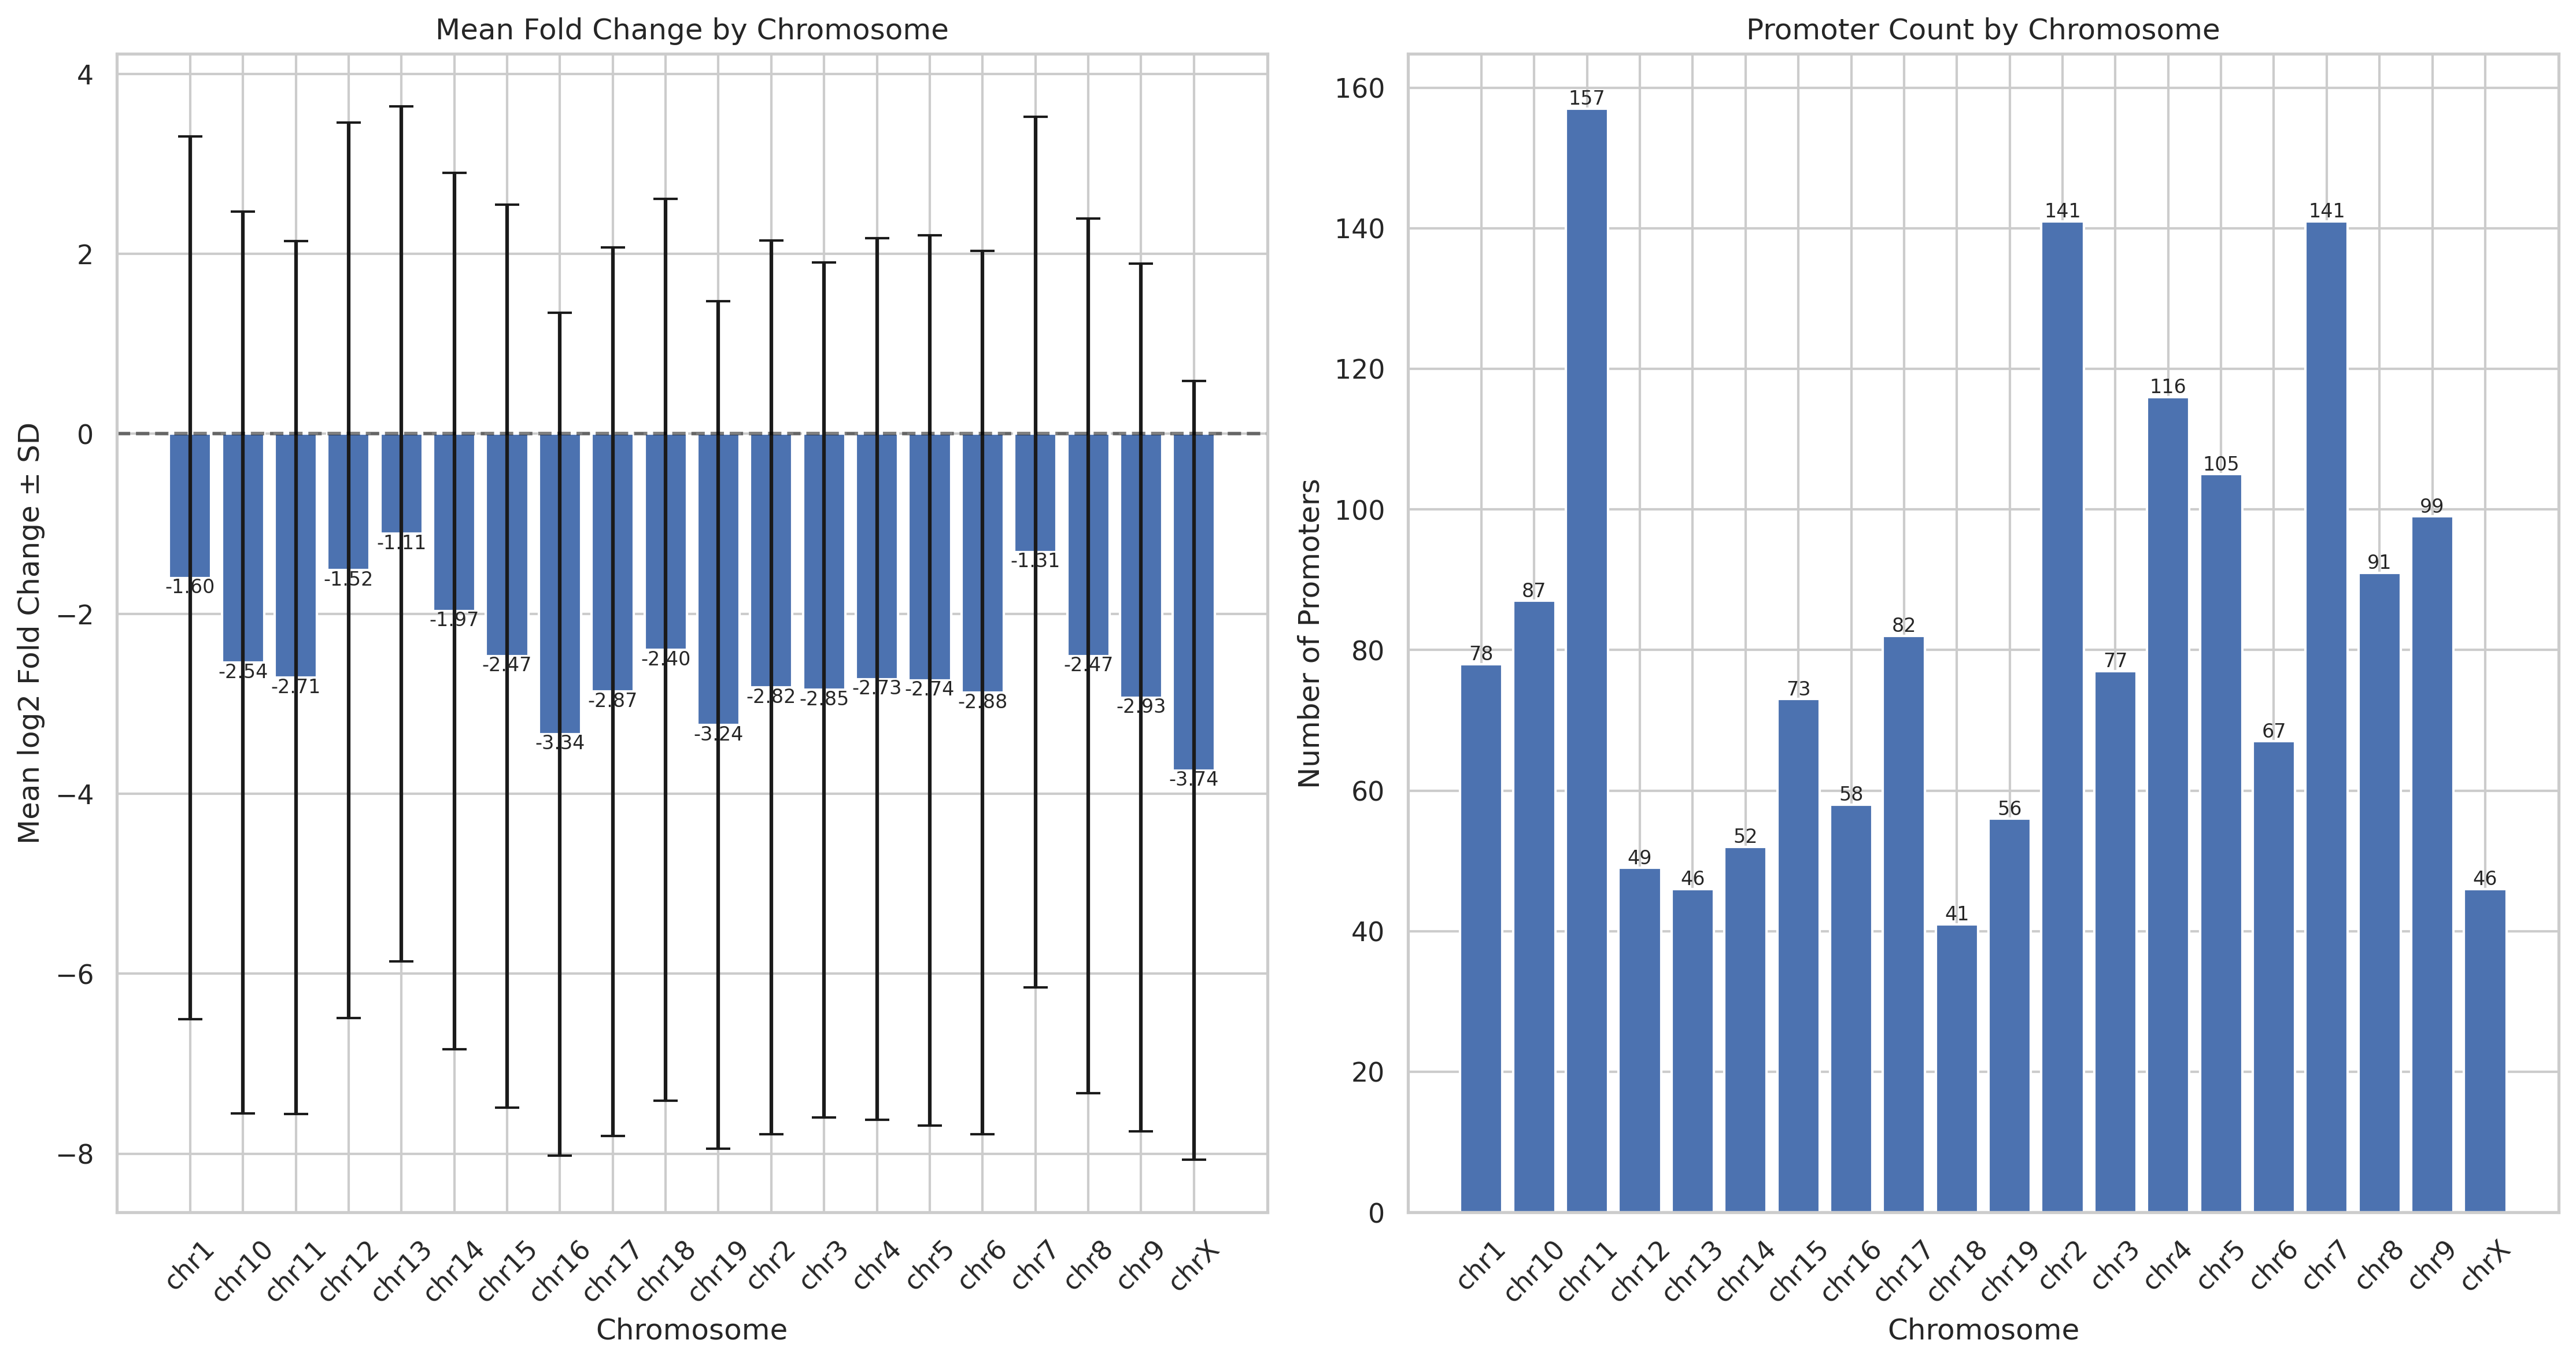 Mean Fold Change by Chromosome
Mean log2 Fold Change ± SD
4
2
0
−2
−4
−6
−8
-1.60
-2.54
-2.71
-1.52
-1.11
-1.97
-2.47
-3.34
-2.87
-2.40
-3.24
-2.82
-2.85
-2.73
-2.74
-2.88
-1.31
-2.47
-2.93
-3.74
chr1
chr10
chr11
chr12
chr13
chr14
chr15
chr16
chr17
chr18
chr19
chr2
chr3
chr4
chr5
chr6
chr7
chr8
chr9
chrX
Chromosome
Promoter Count by Chromosome
Number of Promoters
160
140
120
100
80
60
40
20
0
78
87
157
49
46
52
73
58
82
41
56
141
77
116
105
67
141
91
99
46
chr1
chr10
chr11
chr12
chr13
chr14
chr15
chr16
chr17
chr18
chr19
chr2
chr3
chr4
chr5
chr6
chr7
chr8
chr9
chrX
Chromosome